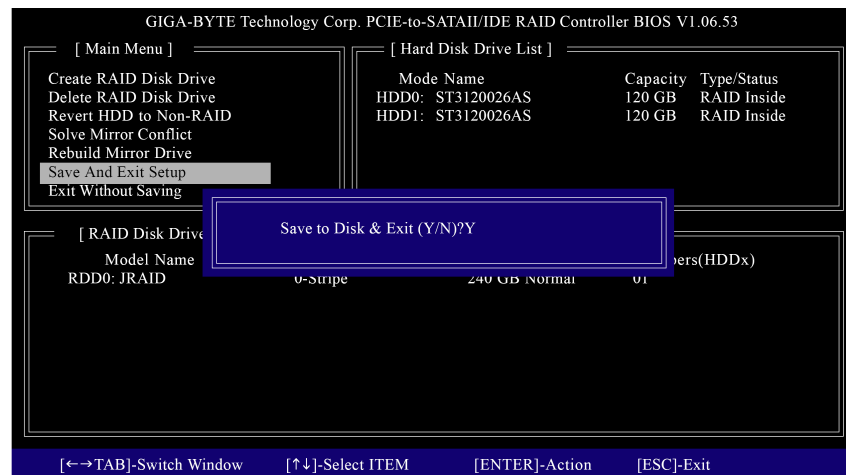 GIGA-BYTE Technology Corp. PCIE-to-SATAII/IDE RAID Controller BIOS V1.06.53
[ Main Menu ]
Create RAID Disk Drive
Delete RAID Disk Drive
Revert HDD to Non-RAID
Solve Mirror Conflict
Rebuild Mirror Drive
Save And Exit Setup
Exit Without Saving
[ Hard Disk Drive List ]
Mode Name Capacity Type/Status
HDD0: ST3120026AS 120 GB RAID Inside
HDD1: ST3120026AS 120 GB RAID Inside
Save to Disk & Exit (Y/N)?Y
[ RAID Disk Drive
Model Name bers(HDDx)
RDD0: JRAID 0-Stripe 240 GB Normal 01
[←→TAB]-Switch Window [↑↓]-Select ITEM [ENTER]-Action [ESC]-Exit